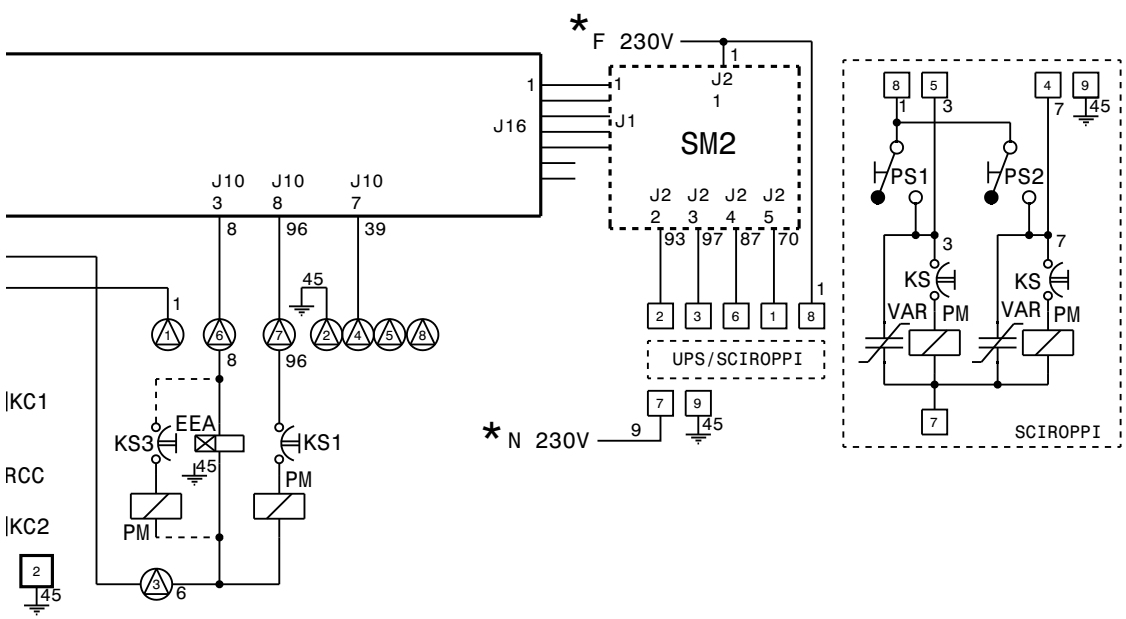 * F 230V
1
8 5 4 9
1 3 7 45
1 1
J2
1
J16 J1
SM2
PS1 PS2
J10 J10 J10
3 8 7
J2 J2 J2 J2
2 3 4 5
8 96 39
93 97 87 70
3 7
45
KS KS
1 1
2 3 6 1 8
VAR PM VAR PM
1 6 7 2 4 5 8
8 96
UPS/SCIROPPI
KC1
7 9
45
7
EEA
KS3 KS1
* N 230V 9
SCIROPPI
45
RCC
PM
KC2
PM
2
45
3
6